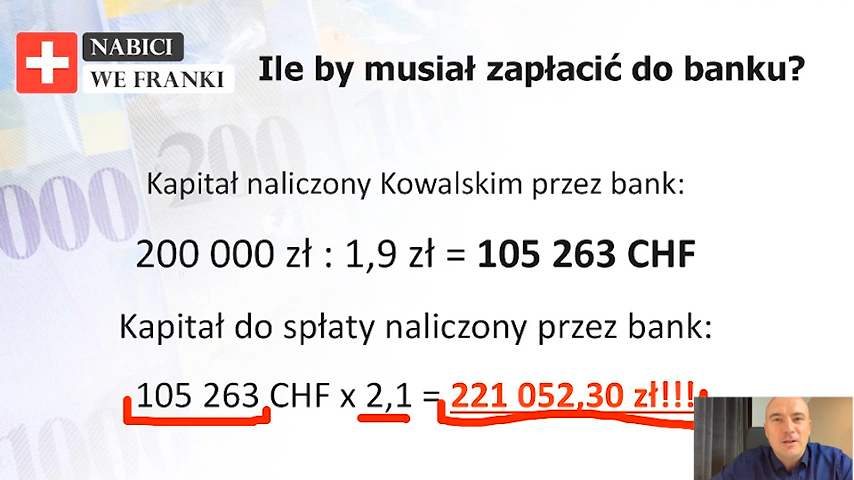 NABICI
WE FRANKI
Ile by musiał zapłacić do banku?
Kapitał naliczony Kowalskim przez bank:
200 000 zł : 1,9 zł = 105 263 CHF
Kapitał do spłaty naliczony przez bank:
105 263 CHF x 2,1 = 221 052,30 zł!!!